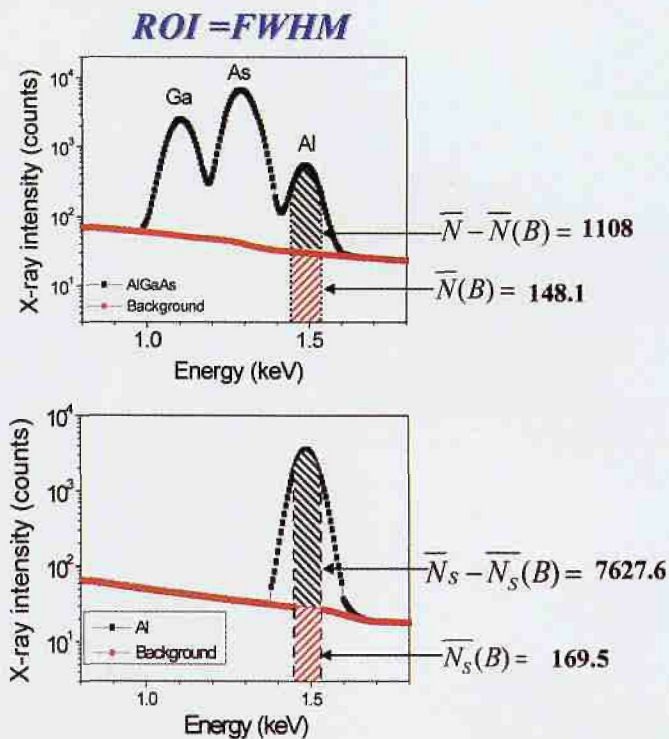 ROI =FWHM
X-ray intensity (counts)
10⁴
10³
10²
10¹
Ga
As
Al
AlGaAs
Background
1.0
1.5
Energy (keV)
N̅ − N̅(B) = 1108
N̅(B) = 148.1
X-ray intensity (counts)
10⁴
10³
10²
10¹
Al
Background
1.0
1.5
Energy (keV)
N̅s − N̅s(B) = 7627.6
N̅s(B) = 169.5